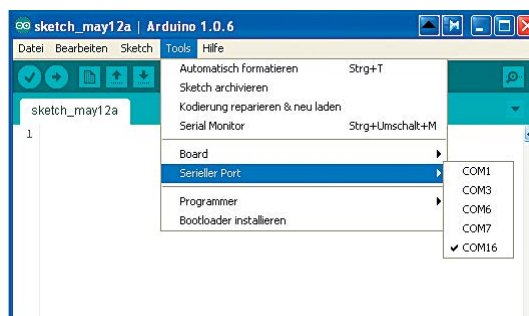 sketch_may12a | Arduino 1.0.6
Datei Bearbeiten Sketch Tools Hilfe
sketch_may12a
1
Automatisch formatieren Strg+T
Sketch archivieren
Kodierung reparieren & neu laden
Serial Monitor Strg+Umschalt+M
Board
Serieller Port
Programmer
Bootloader installieren
COM1
COM3
COM6
COM7
COM16